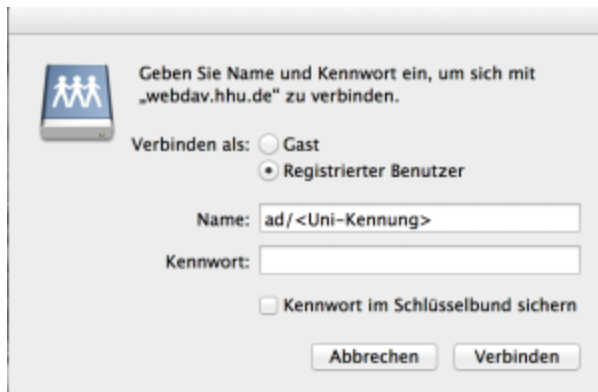 Geben Sie Name und Kennwort ein, um sich mit
„webdav.hhu.de“ zu verbinden.
Verbinden als: Gast
Registrierter Benutzer
Name: ad/<Uni-Kennung>
Kennwort:
Kennwort im Schlüsselbund sichern
Abbrechen Verbinden